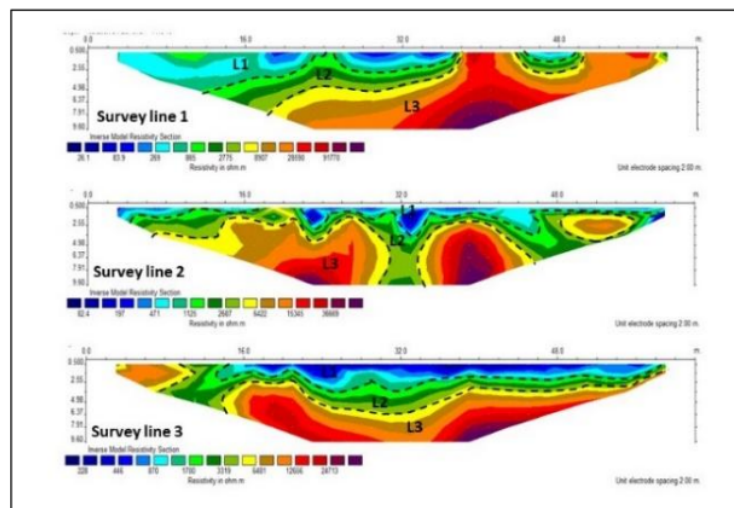 0.0 16.0 32.0 48.0 m.
0.500
2.55
4.98
6.37
7.91
9.60
L1
L2
L3
Survey line 1
Inverse Model Resistivity Section
26.1 83.9 269 865 2775 8907 28590 91770
Resistivity in ohm.m
Unit electrode spacing 2.00 m.
0.0 16.0 32.0 48.0 m.
0.500
2.55
4.98
6.37
7.91
9.60
L1
L2
L3
Survey line 2
Inverse Model Resistivity Section
82.4 197 471 1125 2687 6422 15345 36669
Resistivity in ohm.m
Unit electrode spacing 2.00 m.
0.0 16.0 32.0 48.0 m.
0.500
2.55
4.98
6.37
7.91
9.60
L1
L2
L3
Survey line 3
Inverse Model Resistivity Section
228 446 870 1700 3319 6481 12656 24713
Resistivity in ohm.m
Unit electrode spacing 2.00 m.